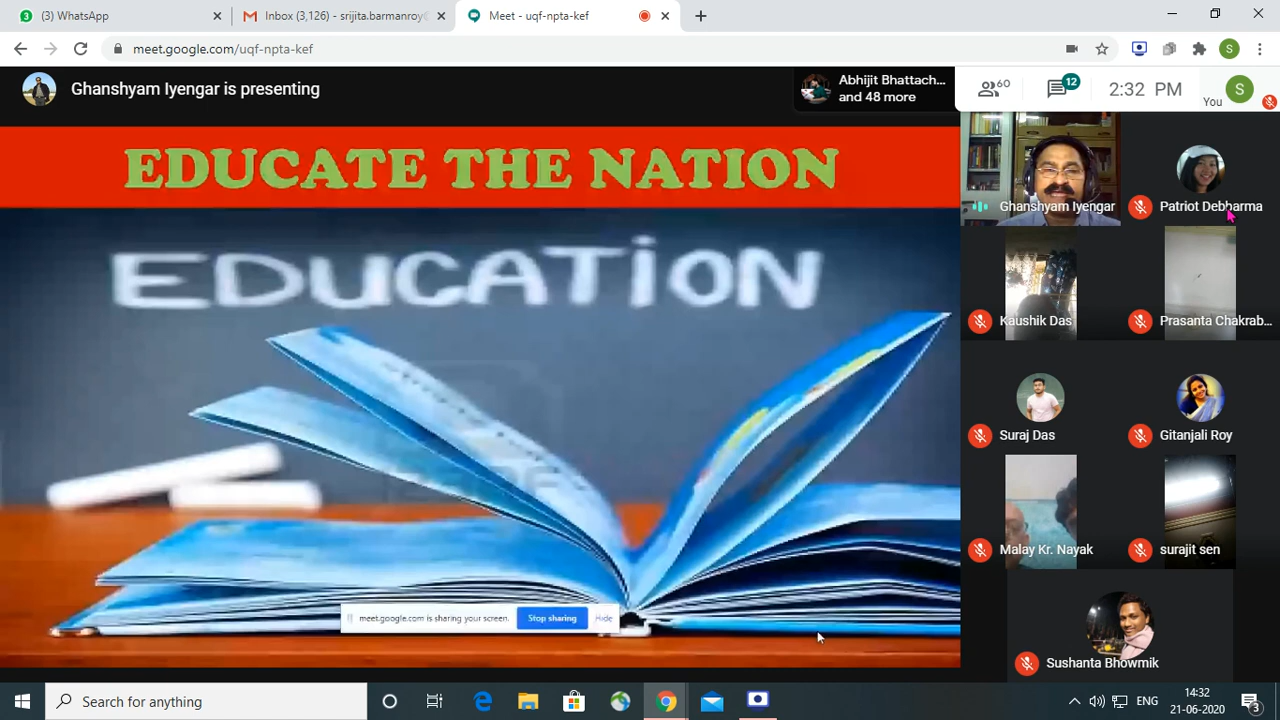 (3) WhatsApp
Inbox (3,126) - srijita.barmanroy@
Meet - uqf-npta-kef
meet.google.com/uqf-npta-kef
S
Ghanshyam Iyengar is presenting
Abhijit Bhattach...
and 48 more
60
12
2:32 PM
You
S
EDUCATE THE NATION
EDUCATiON
Ghanshyam Iyengar
Patriot Debbarma
Kaushik Das
Prasanta Chakrab...
Suraj Das
Gitanjali Roy
Malay Kr. Nayak
surajit sen
Sushanta Bhowmik
meet.google.com is sharing your screen.
Stop sharing
Hide
Search for anything
ENG
14:32
21-06-2020
3